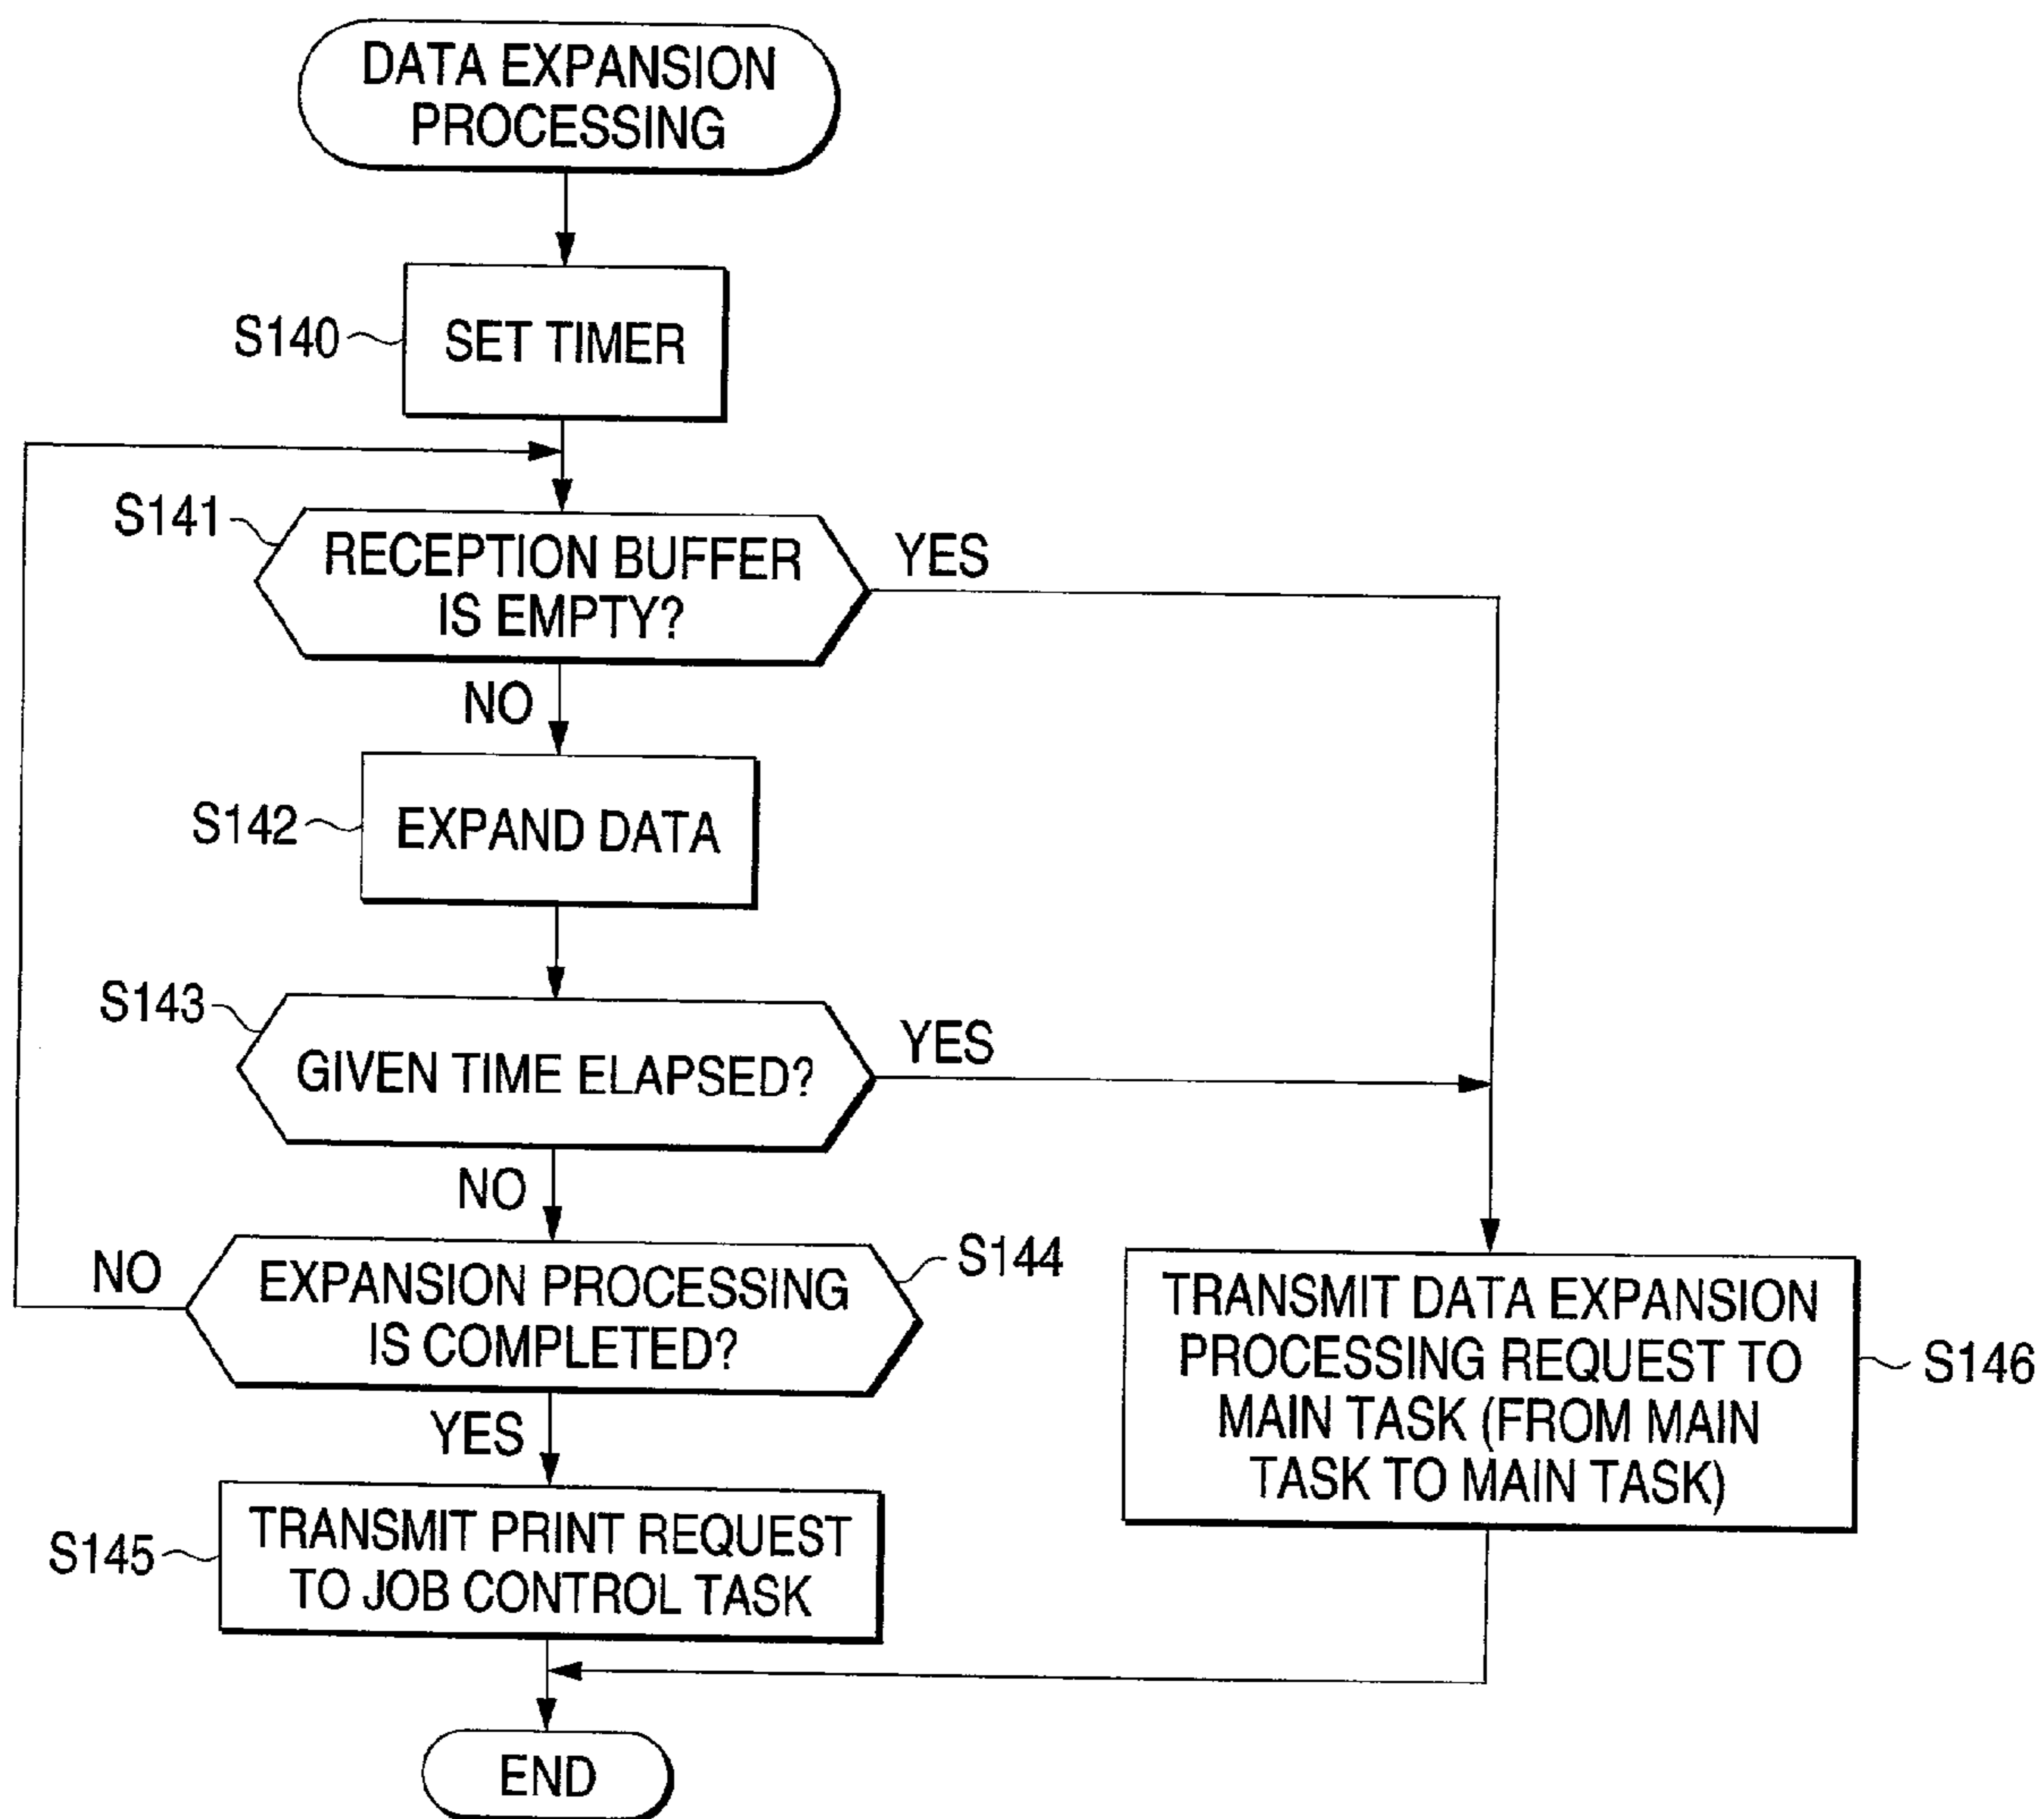 DATA EXPANSION
PROCESSING
S140
SET TIMER
S141
RECEPTION BUFFER
IS EMPTY?
YES
NO
S142
EXPAND DATA
S143
GIVEN TIME ELAPSED?
YES
NO
NO
EXPANSION PROCESSING
IS COMPLETED?
S144
YES
TRANSMIT DATA EXPANSION
PROCESSING REQUEST TO
MAIN TASK (FROM MAIN
TASK TO MAIN TASK)
S146
S145
TRANSMIT PRINT REQUEST
TO JOB CONTROL TASK
END